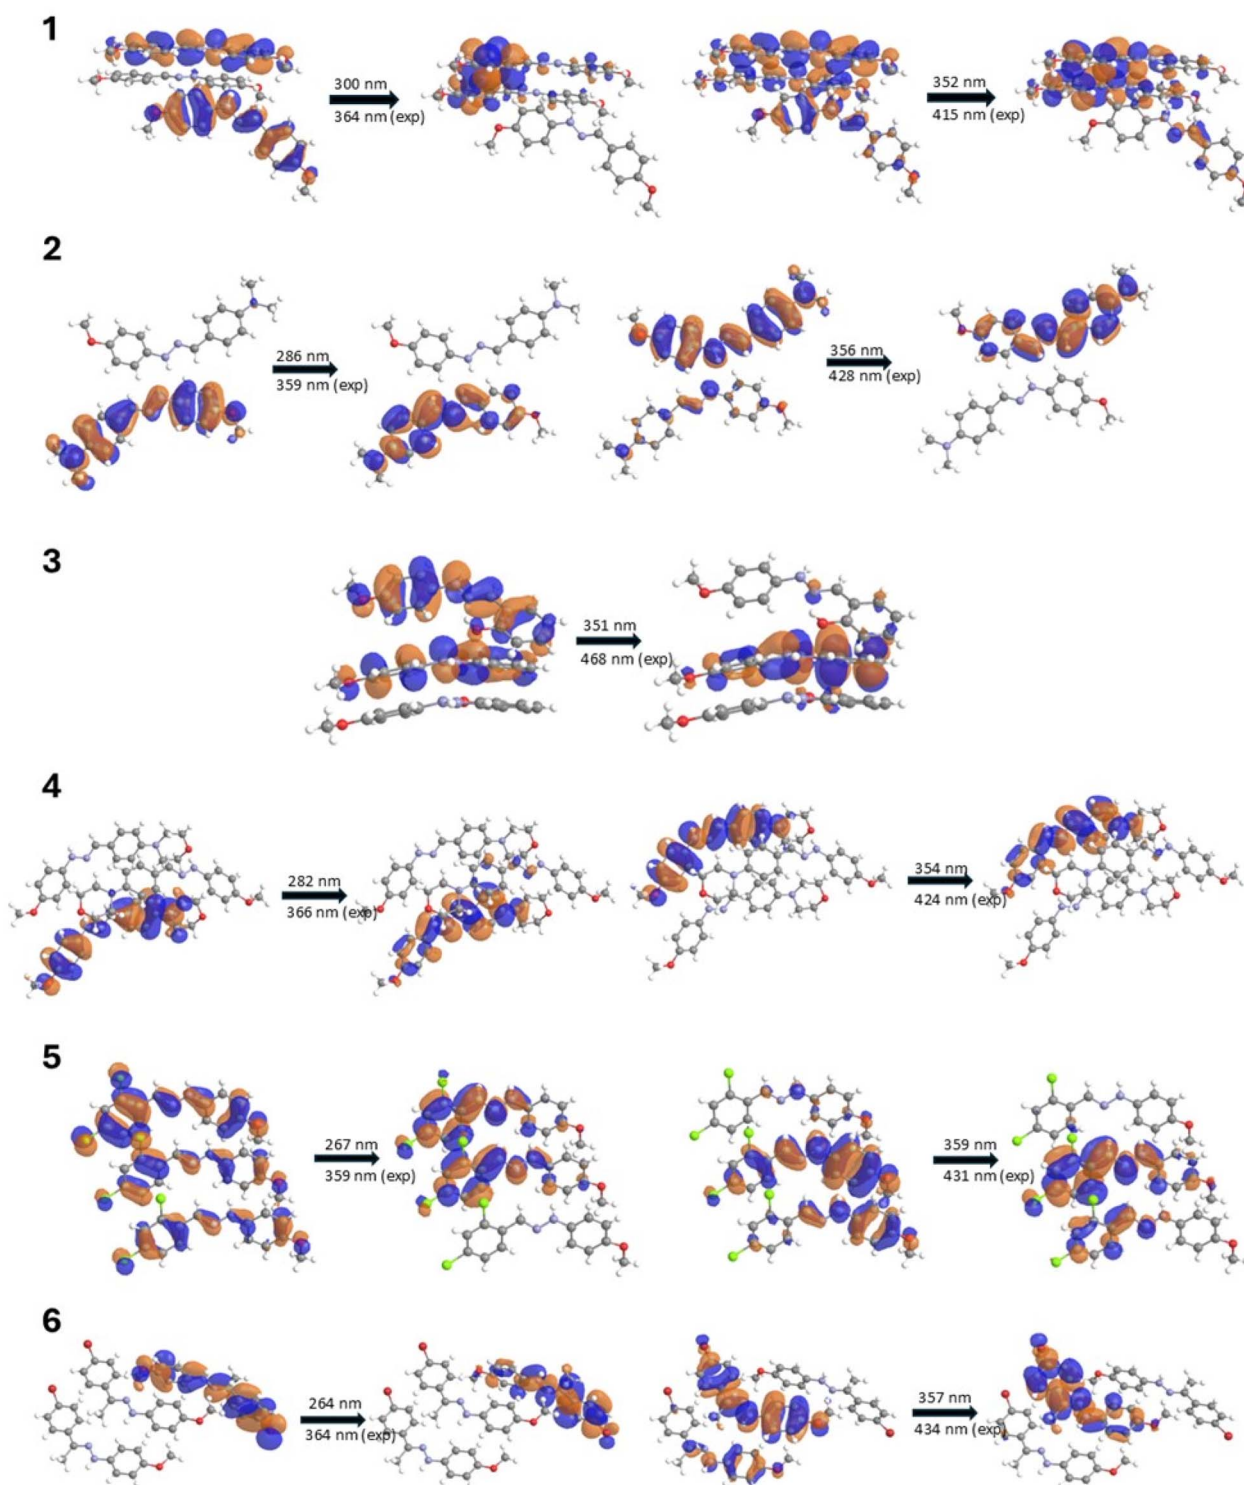 1
300 nm
364 nm (exp)
352 nm
415 nm (exp)
2
286 nm
359 nm (exp)
356 nm
428 nm (exp)
3
351 nm
468 nm (exp)
4
282 nm
366 nm (exp)
354 nm
424 nm (exp)
5
267 nm
359 nm (exp)
359 nm
431 nm (exp)
6
264 nm
364 nm (exp)
357 nm
434 nm (exp)